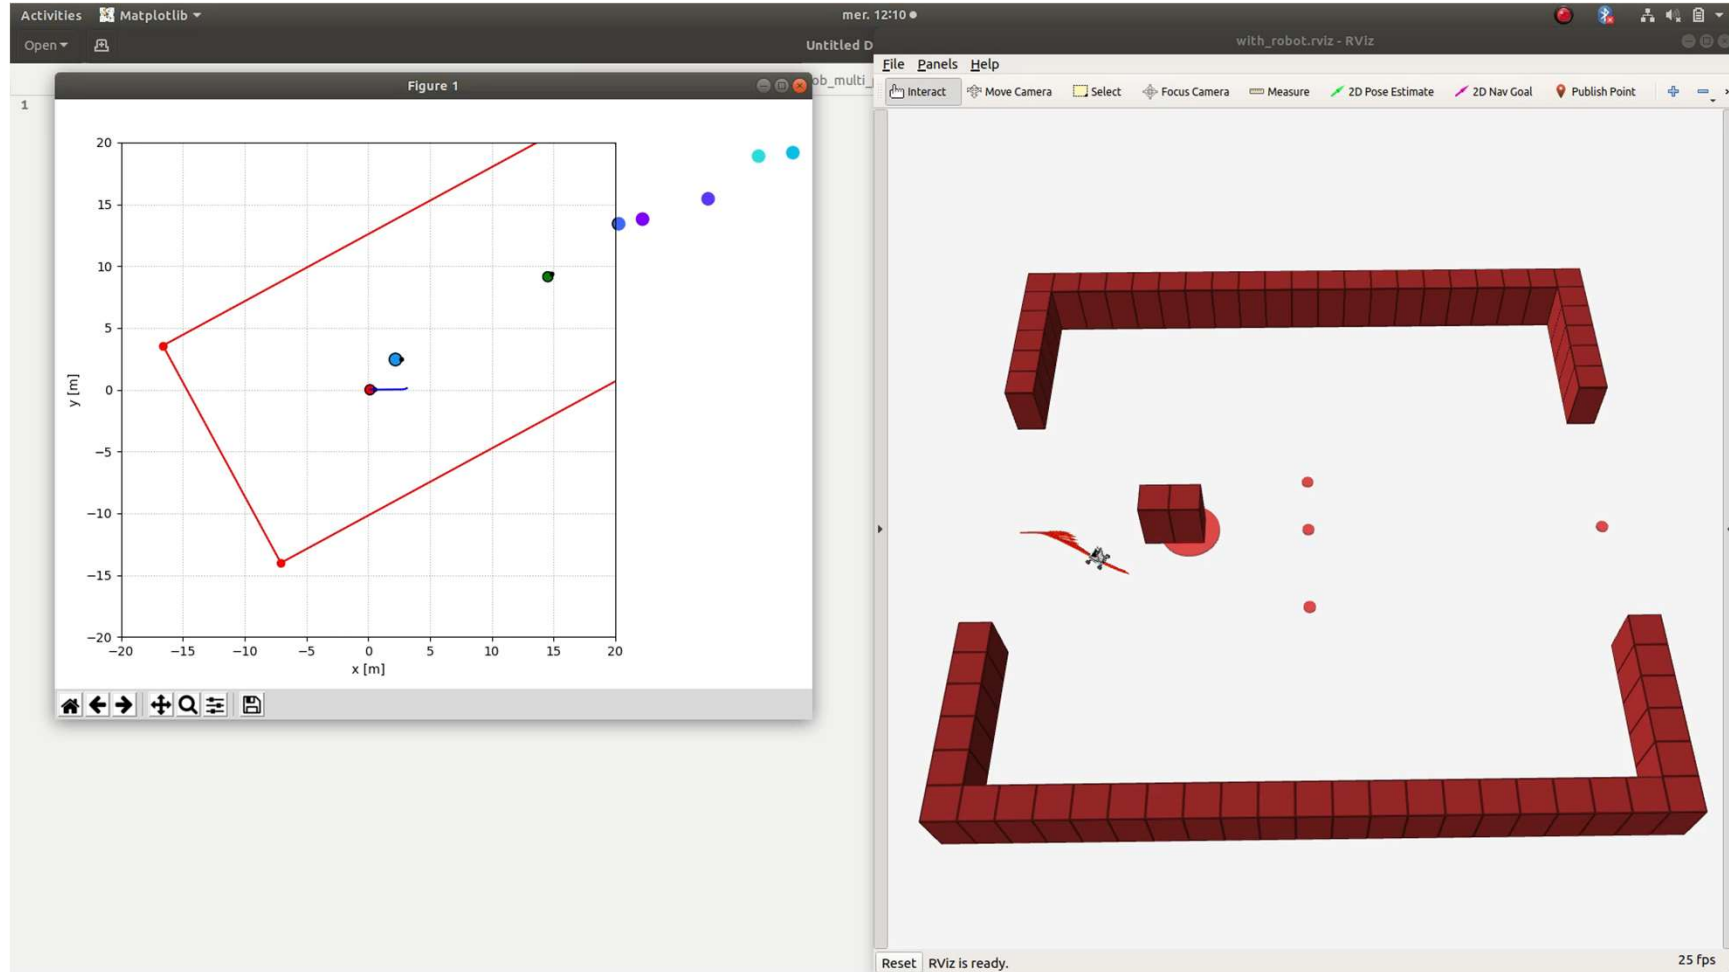 Activities Matplotlib mer. 12:10
Open Untitled D
with_robot.rviz - RViz
ob_multi_
1
Figure 1
20
15
10
5
0
−5
−10
−15
−20
y [m]
−20 −15 −10 −5 0 5 10 15 20
x [m]
File Panels Help
Interact Move Camera Select Focus Camera Measure 2D Pose Estimate 2D Nav Goal Publish Point
Reset RViz is ready. 25 fps